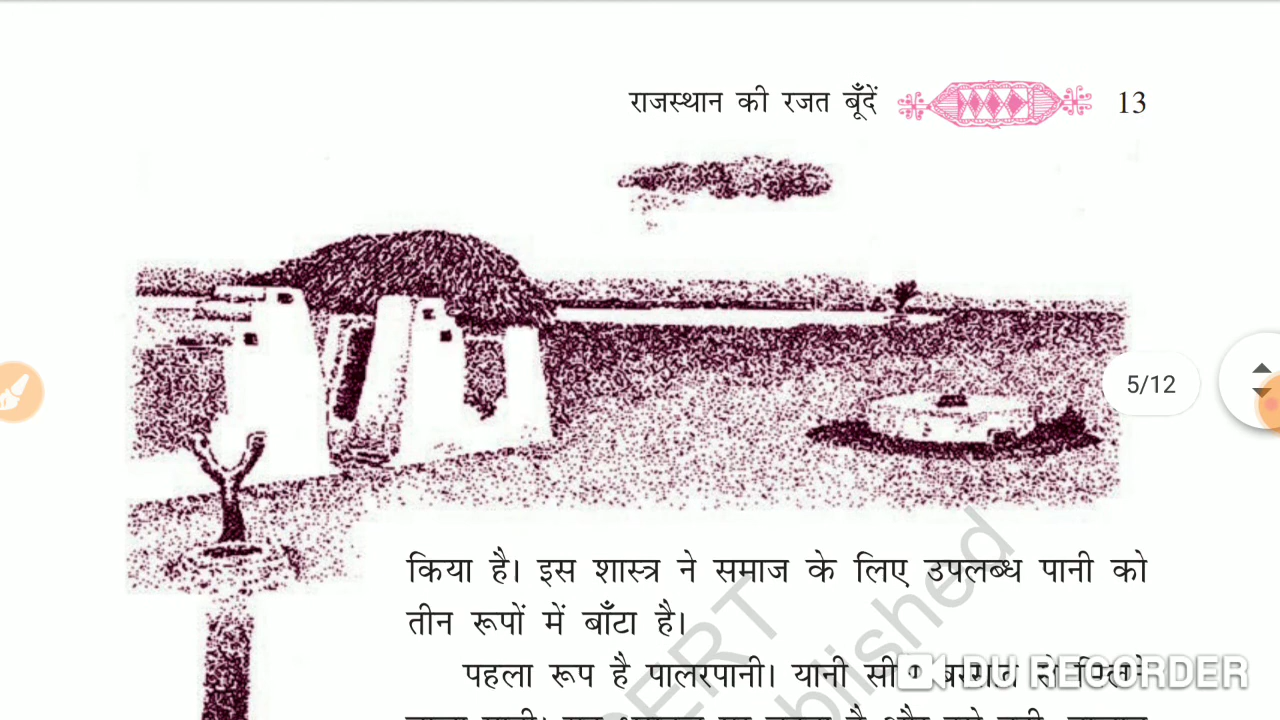 राजस्थान की रजत बूँदें 13
5/12
किया है। इस शास्त्र ने समाज के लिए उपलब्ध पानी को
तीन रूपों में बाँटा है।
पहला रूप है पालरपानी। यानी
DU RECORDER